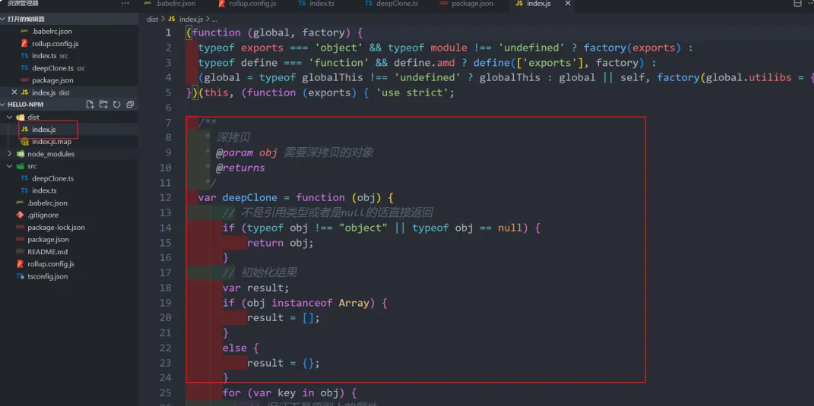 资源管理器 ...
.babelrc.json rollup.config.js index.ts deepClone.ts package.json index.js ×
打开的编辑器
.babelrc.json
rollup.config.js
index.ts src
deepClone.ts src
package.json
× JS index.js dist
HELLO-NPM
dist
JS index.js
index.js.map
node_modules
src
TS deepClone.ts
TS index.ts
.babelrc.json
.gitignore
package-lock.json
package.json
README.md
rollup.config.js
tsconfig.json
dist > JS index.js > ...
1 (function (global, factory) {
2 typeof exports === 'object' && typeof module !== 'undefined' ? factory(exports) :
3 typeof define === 'function' && define.amd ? define(['exports'], factory) :
4 (global = typeof globalThis !== 'undefined' ? globalThis : global || self, factory(global.utilibs = {
5 })(this, (function (exports) { 'use strict';
6
7 /**
8 * 深拷贝
9 * @param obj 需要深拷贝的对象
10 * @returns
11 */
12 var deepClone = function (obj) {
13 // 不是引用类型或者是null的话直接返回
14 if (typeof obj !== "object" || typeof obj == null) {
15 return obj;
16 }
17 // 初始化结果
18 var result;
19 if (obj instanceof Array) {
20 result = [];
21 }
22 else {
23 result = {};
24 }
25 for (var key in obj) {